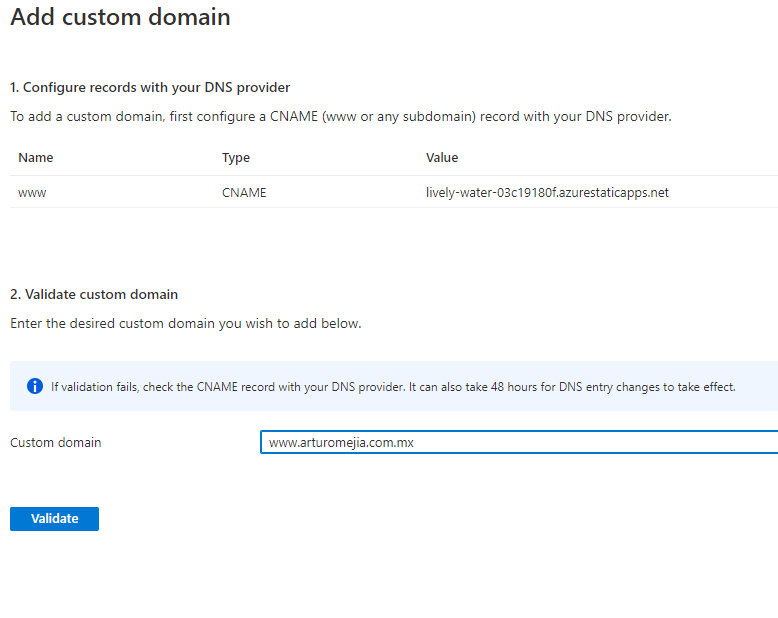 Add custom domain
1. Configure records with your DNS provider
To add a custom domain, first configure a CNAME (www or any subdomain) record with your DNS provider.
Name Type Value
www CNAME lively-water-03c19180f.azurestaticapps.net
2. Validate custom domain
Enter the desired custom domain you wish to add below.
If validation fails, check the CNAME record with your DNS provider. It can also take 48 hours for DNS entry changes to take effect.
Custom domain www.arturomejia.com.mx
Validate